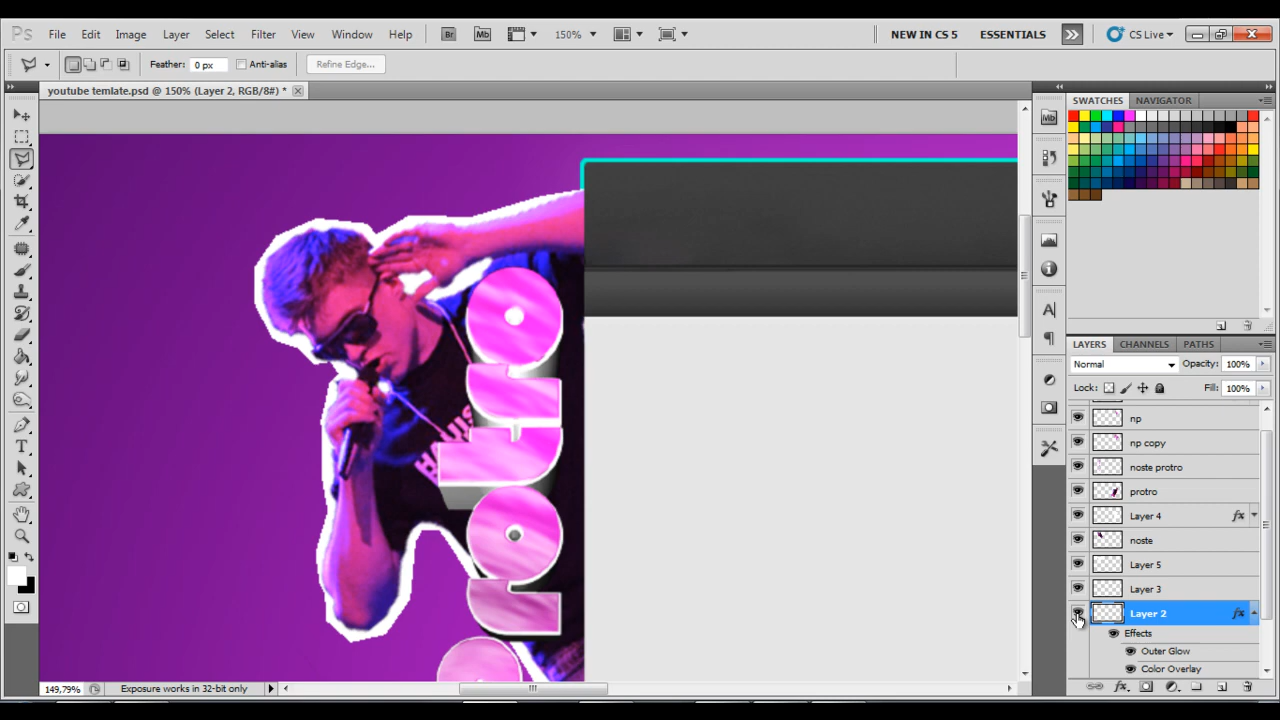 Ps File Edit Image Layer Select Filter View Window Help Br Mb 150% NEW IN CS 5 ESSENTIALS CS Live
Feather: 0 px Anti-alias Refine Edge...
youtube temlate.psd @ 150% (Layer 2, RGB/8#) *
SWATCHES NAVIGATOR
Mb
LAYERS CHANNELS PATHS
Normal Opacity: 100%
Lock: Fill: 100%
np
np copy
noste protro
protro
Layer 4 fx
noste
Layer 5
Layer 3
Layer 2 fx
Effects
Outer Glow
Color Overlay
149,79% Exposure works in 32-bit only